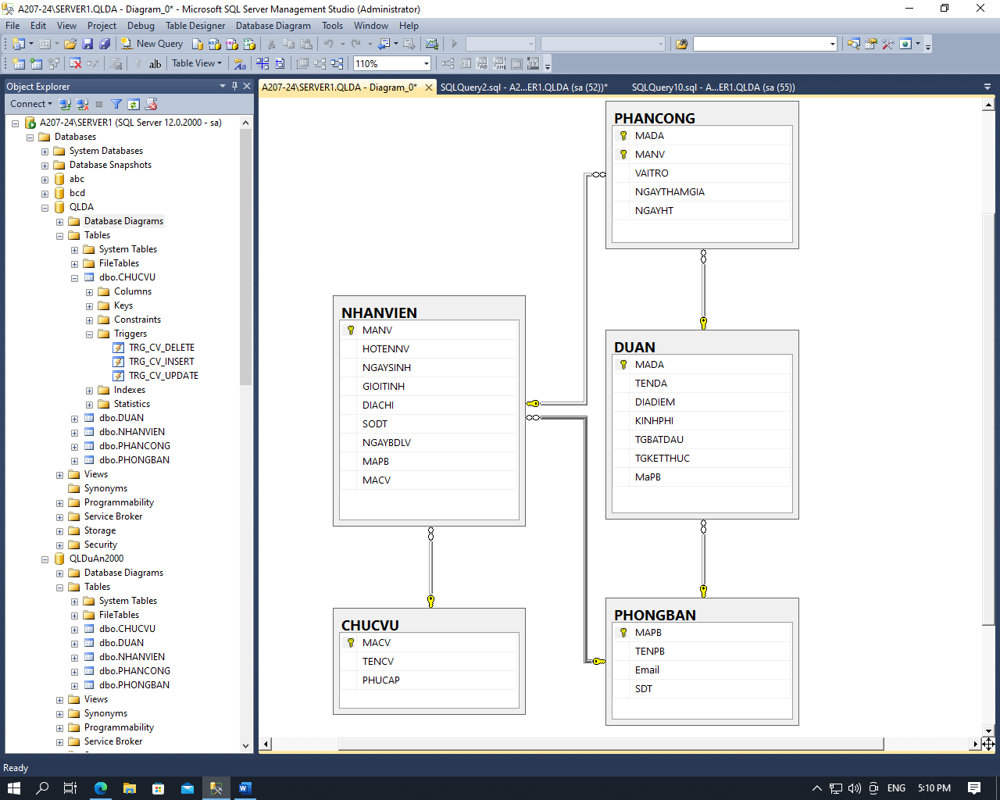 A207-24\SERVER1.QLDA - Diagram_0* - Microsoft SQL Server Management Studio (Administrator)
File Edit View Project Debug Table Designer Database Diagram Tools Window Help
New Query
Table View
110%
Object Explorer
Connect
A207-24\SERVER1 (SQL Server 12.0.2000 - sa)
Databases
System Databases
Database Snapshots
abc
bcd
QLDA
Database Diagrams
Tables
System Tables
FileTables
dbo.CHUCVU
Columns
Keys
Constraints
Triggers
TRG_CV_DELETE
TRG_CV_INSERT
TRG_CV_UPDATE
Indexes
Statistics
dbo.DUAN
dbo.NHANVIEN
dbo.PHANCONG
dbo.PHONGBAN
Views
Synonyms
Programmability
Service Broker
Storage
Security
QLDuAn2000
Database Diagrams
Tables
System Tables
FileTables
dbo.CHUCVU
dbo.DUAN
dbo.NHANVIEN
dbo.PHANCONG
dbo.PHONGBAN
Views
Synonyms
Programmability
Service Broker
A207-24\SERVER1.QLDA - Diagram_0* SQLQuery2.sql - A2...ER1.QLDA (sa (52))* SQLQuery10.sql - A...ER1.QLDA (sa (55))
PHANCONG
MADA
MANV
VAITRO
NGAYTHAMGIA
NGAYHT
NHANVIEN
MANV
HOTENNV
NGAYSINH
GIOITINH
DIACHI
SODT
NGAYBDLV
MAPB
MACV
DUAN
MADA
TENDA
DIADIEM
KINHPHI
TGBATDAU
TGKETTHUC
MaPB
CHUCVU
MACV
TENCV
PHUCAP
PHONGBAN
MAPB
TENPB
Email
SDT
Ready
ENG 5:10 PM